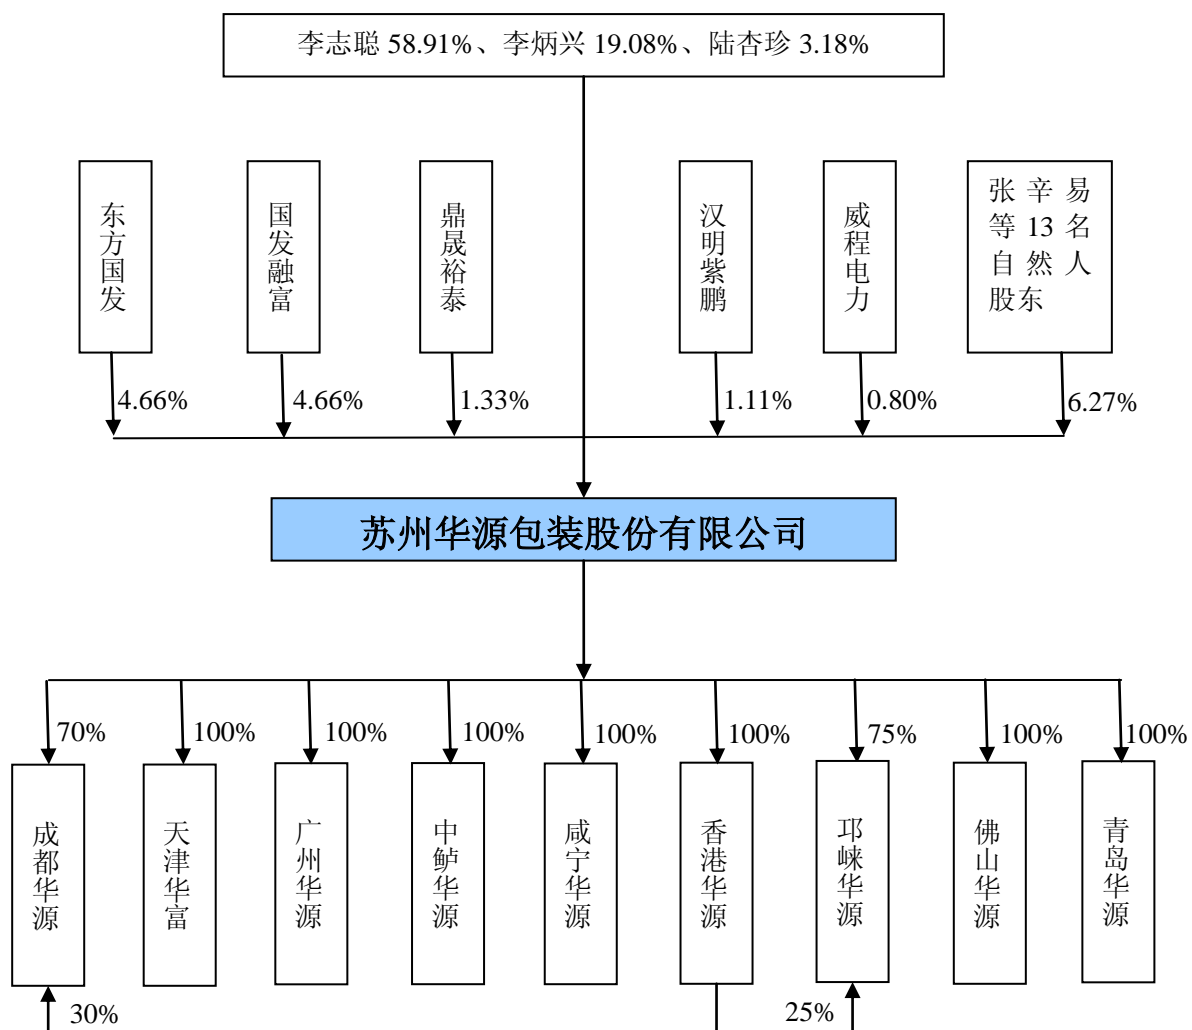 李志聪 58.91%、李炳兴 19.08%、陆杏珍 3.18%
东方国发
国发融富
鼎晟裕泰
汉明紫鹏
威程电力
张辛易
等13名
自然人
股东
4.66%
4.66%
1.33%
1.11%
0.80%
6.27%
苏州华源包装股份有限公司
70%
100%
100%
100%
100%
100%
75%
100%
100%
成都华源
天津华富
广州华源
中鲈华源
咸宁华源
香港华源
邛崃华源
佛山华源
青岛华源
30%
25%